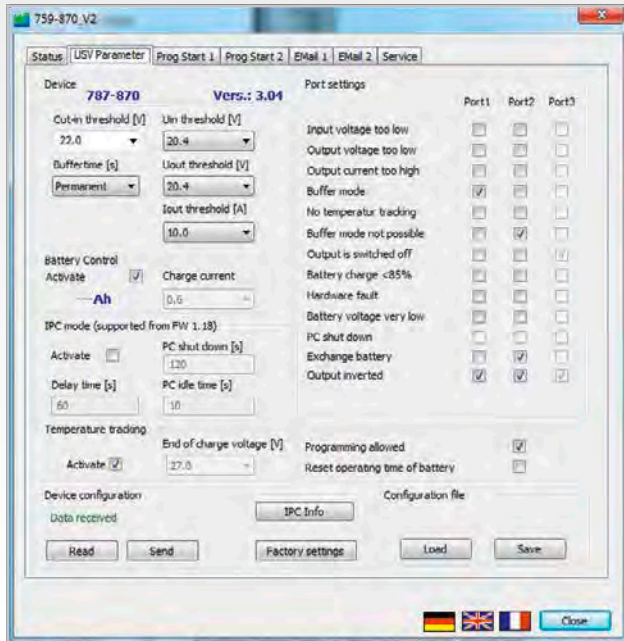 759-870_V2
Status USV Parameter Prog Start 1 Prog Start 2 EMail 1 EMail 2 Service
Device
787-870 Vers.: 3.04
Cut-in threshold [V] Uin threshold [V]
22.0 20.4
Buffertime [s] Uout threshold [V]
Permanent 20.4
Iout threshold [A]
10.0
Battery Control
Activate Charge current
---Ah 0.6
IPC mode (supported from FW 1.18)
Activate PC shut down [s]
120
Delay time [s] PC idle time [s]
60 10
Temperature tracking
End of charge voltage [V]
Activate 27.0
Port settings
Port1 Port2 Port3
Input voltage too low
Output voltage too low
Output current too high
Buffer mode
No temperatur tracking
Buffer mode not possible
Output is switched off
Battery charge <85%
Hardware fault
Battery voltage very low
PC shut down
Exchange battery
Output inverted
Programming allowed
Reset operating time of battery
Device configuration Configuration file
Data received IPC Info
Read Send Factory settings Load Save
Close